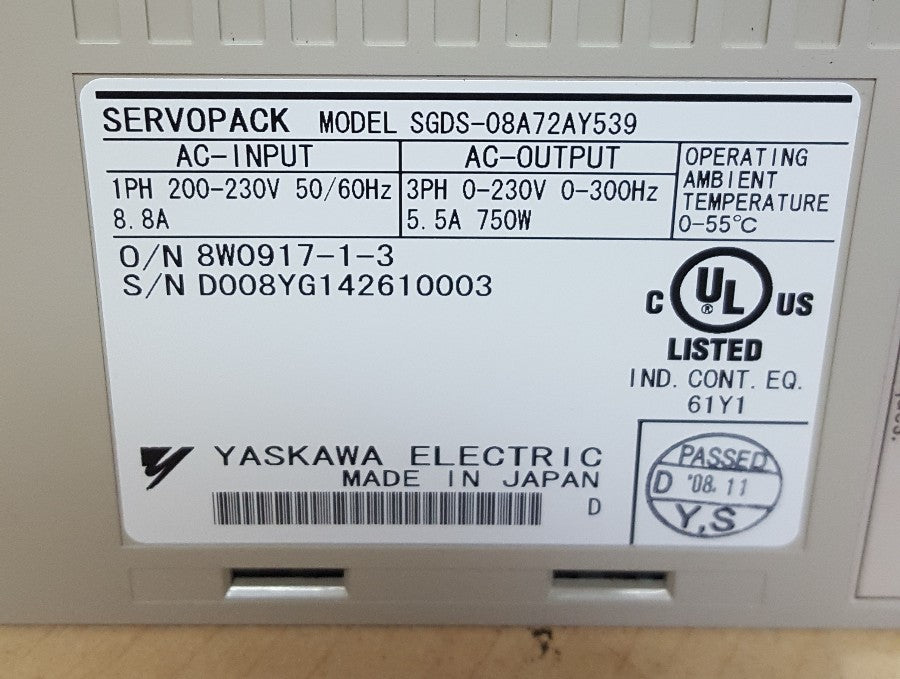 SERVOPACK MODEL SGDS-08A72AY539
AC-INPUT
1PH 200-230V 50/60Hz
8.8A
AC-OUTPUT
3PH 0-230V 0-300Hz
5.5A 750W
OPERATING
AMBIENT
TEMPERATURE
0-55℃
O/N 8W0917-1-3
S/N D008YG142610003
C UL ® US
LISTED
IND. CONT. EQ.
61Y1
YASKAWA ELECTRIC
MADE IN JAPAN
D
PASSED
D '08.11
Y,S